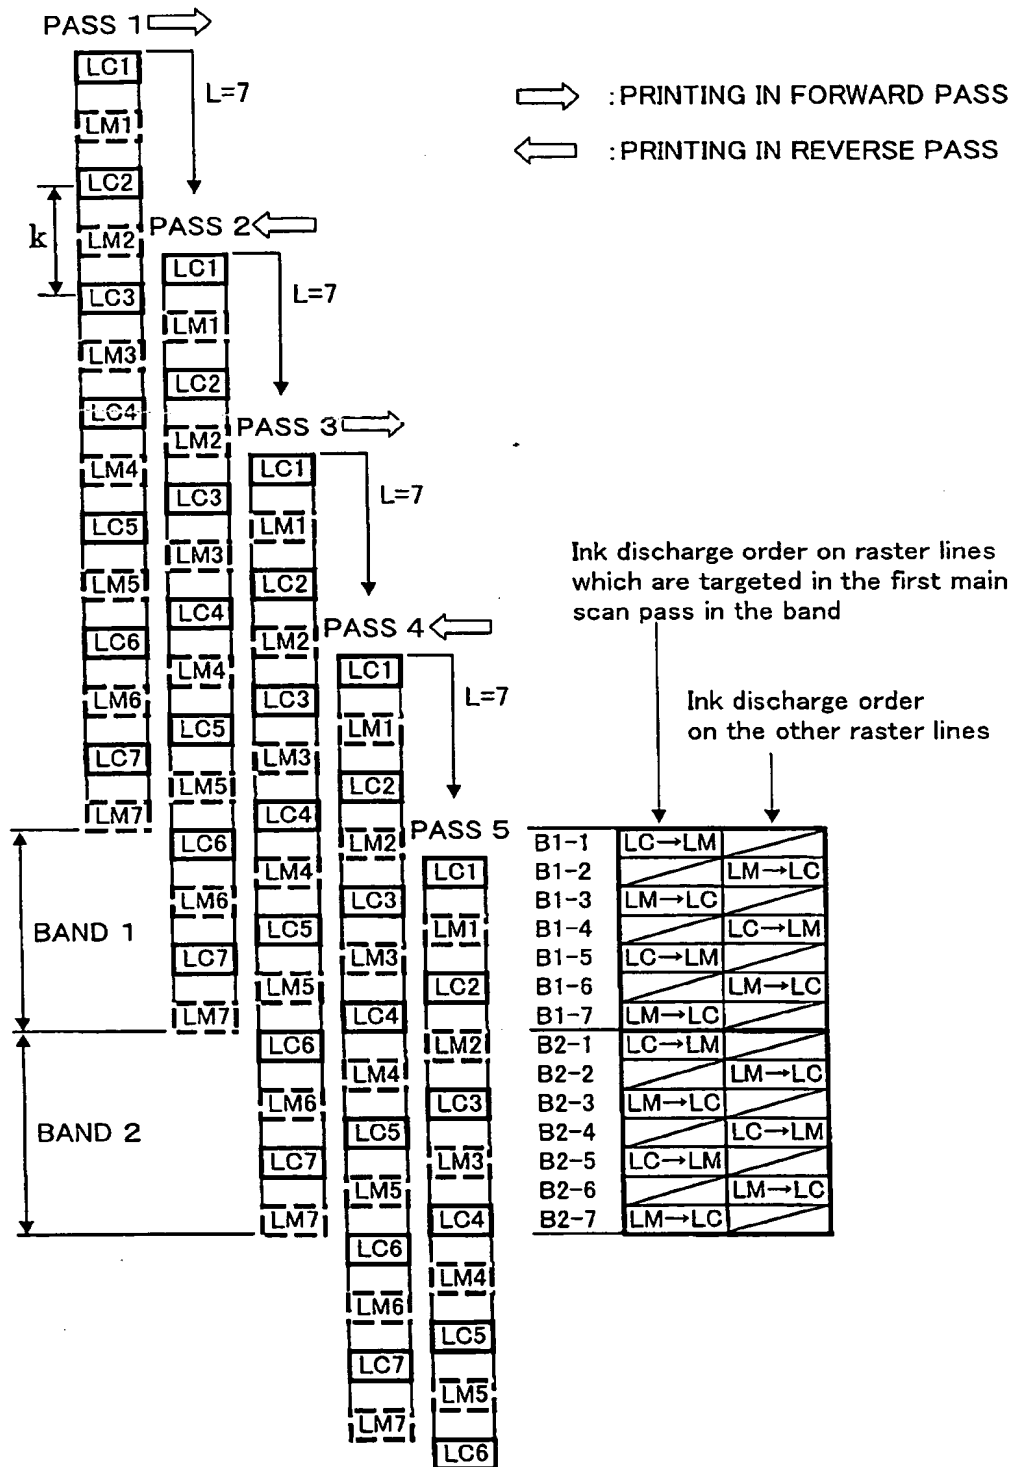 PASS 1
LC1
LM1
LC2
LM2
LC3
LM3
LC4
LM4
LC5
LM5
LC6
LM6
LC7
LM7
L=7
k
:PRINTING IN FORWARD PASS
:PRINTING IN REVERSE PASS
PASS 2
LC1
LM1
LC2
LM2
LC3
LM3
LC4
LM4
LC5
LM5
LC6
LM6
LC7
LM7
L=7
PASS 3
LC1
LM1
LC2
LM2
LC3
LM3
LC4
LM4
LC5
LM5
LC6
LM6
LC7
LM7
L=7
PASS 4
LC1
LM1
LC2
LM2
LC3
LM3
LC4
LM4
LC5
LM5
LC6
LM6
LC7
LM7
L=7
PASS 5
LC1
LM1
LC2
LM2
LC3
LM3
LC4
LM4
LC5
LM5
LC6
BAND 1
BAND 2
Ink discharge order on raster lines
which are targeted in the first main
scan pass in the band
Ink discharge order
on the other raster lines
B1-1 LC→LM
B1-2 LM→LC
B1-3 LM→LC
B1-4 LC→LM
B1-5 LC→LM
B1-6 LM→LC
B1-7 LM→LC
B2-1 LC→LM
B2-2 LM→LC
B2-3 LM→LC
B2-4 LC→LM
B2-5 LC→LM
B2-6 LM→LC
B2-7 LM→LC